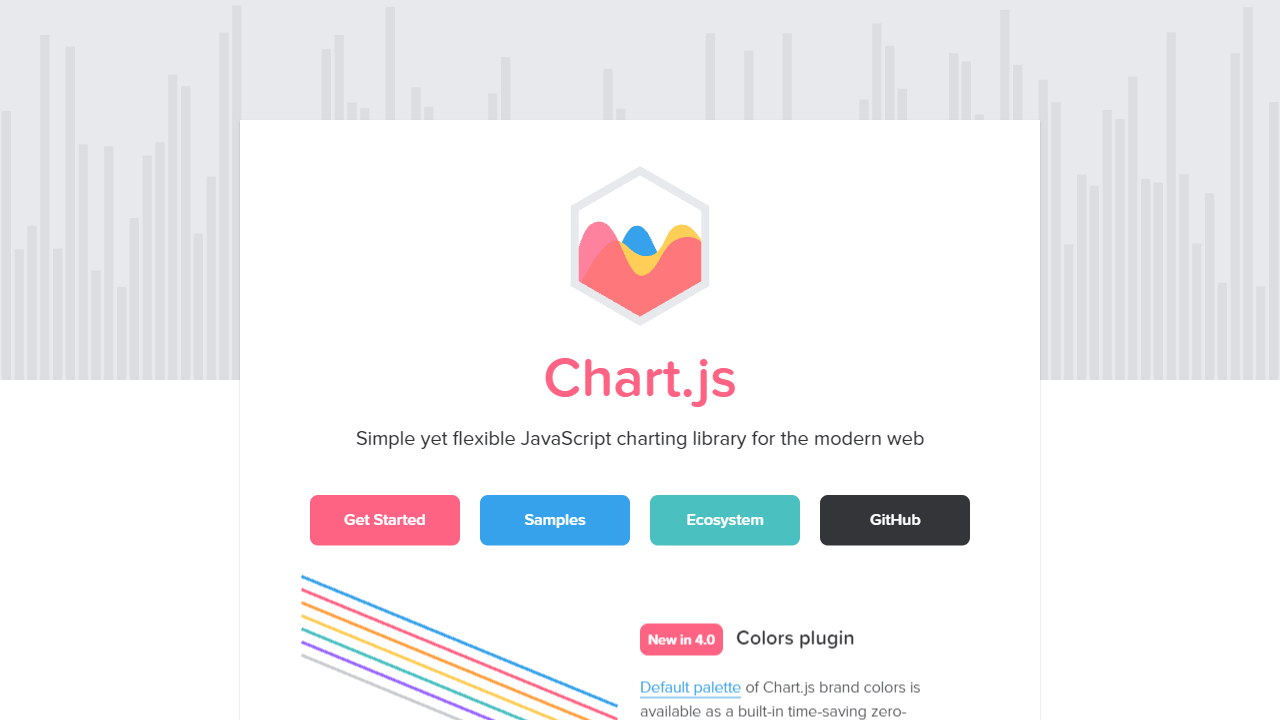 Chart.js
Simple yet flexible JavaScript charting library for the modern web
Get Started Samples Ecosystem GitHub
New in 4.0 Colors plugin
Default palette of Chart.js brand colors is
available as a built-in time-saving zero-